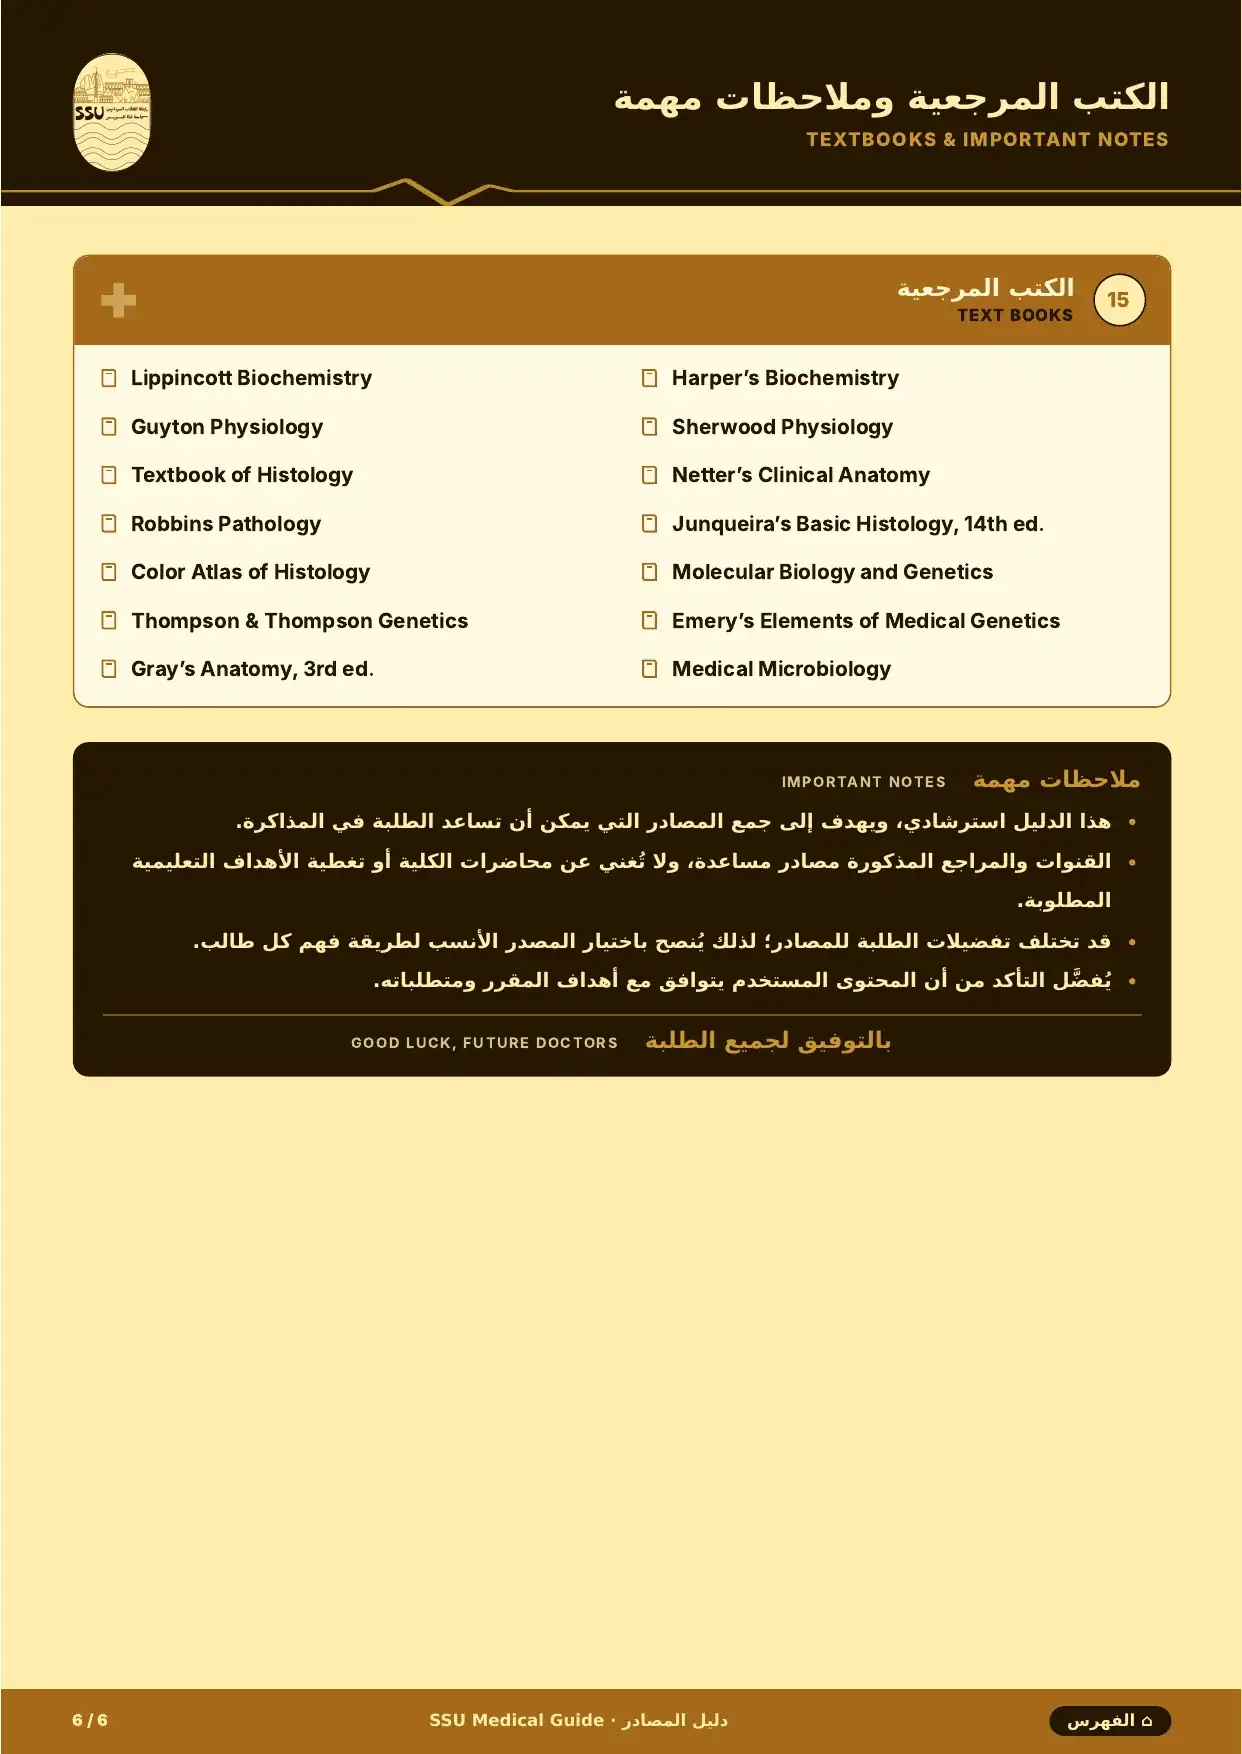 الكتب المرجعية وملاحظات مهمة
TEXTBOOKS & IMPORTANT NOTES
SSU
15
الكتب المرجعية
TEXT BOOKS
Lippincott Biochemistry
Harper’s Biochemistry
Guyton Physiology
Sherwood Physiology
Textbook of Histology
Netter’s Clinical Anatomy
Robbins Pathology
Junqueira’s Basic Histology, 14th ed.
Color Atlas of Histology
Molecular Biology and Genetics
Thompson & Thompson Genetics
Emery’s Elements of Medical Genetics
Gray’s Anatomy, 3rd ed.
Medical Microbiology
ملاحظات مهمة IMPORTANT NOTES
• هذا الدليل استرشادي، ويهدف إلى جمع المصادر التي يمكن أن تساعد الطلبة في المذاكرة.
• القنوات والمراجع المذكورة مصادر مساعدة، ولا تُغني عن محاضرات الكلية أو تغطية الأهداف التعليمية
المطلوبة.
• قد تختلف تفضيلات الطلبة للمصادر؛ لذلك يُنصح باختيار المصدر الأنسب لطريقة فهم كل طالب.
• يُفضَّل التأكد من أن المحتوى المستخدم يتوافق مع أهداف المقرر ومتطلباته.
بالتوفيق لجميع الطلبة GOOD LUCK, FUTURE DOCTORS
⌂ الفهرس
SSU Medical Guide · دليل المصادر
6 / 6